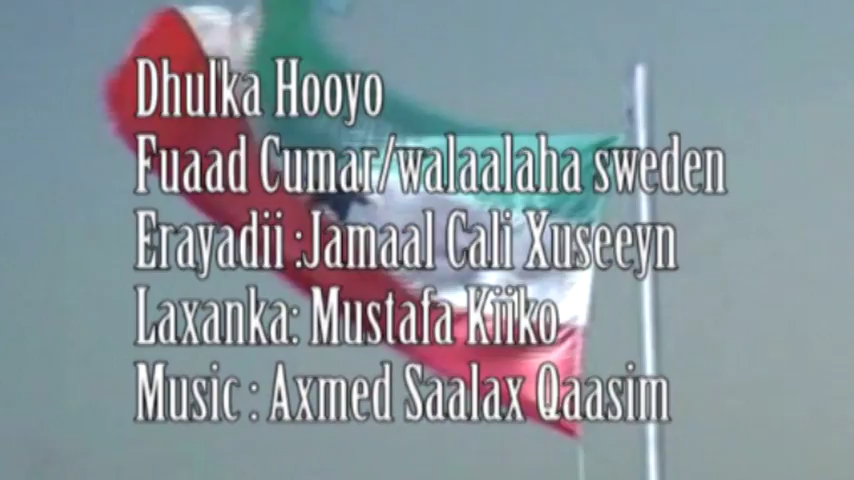 Dhulka Hooyo
Fuaad Cumar/walaalaha sweden
Erayadii :Jamaal Cali Xuseeyn
Laxanka: Mustafa Kiiko
Music : Axmed Saalax Qaasim